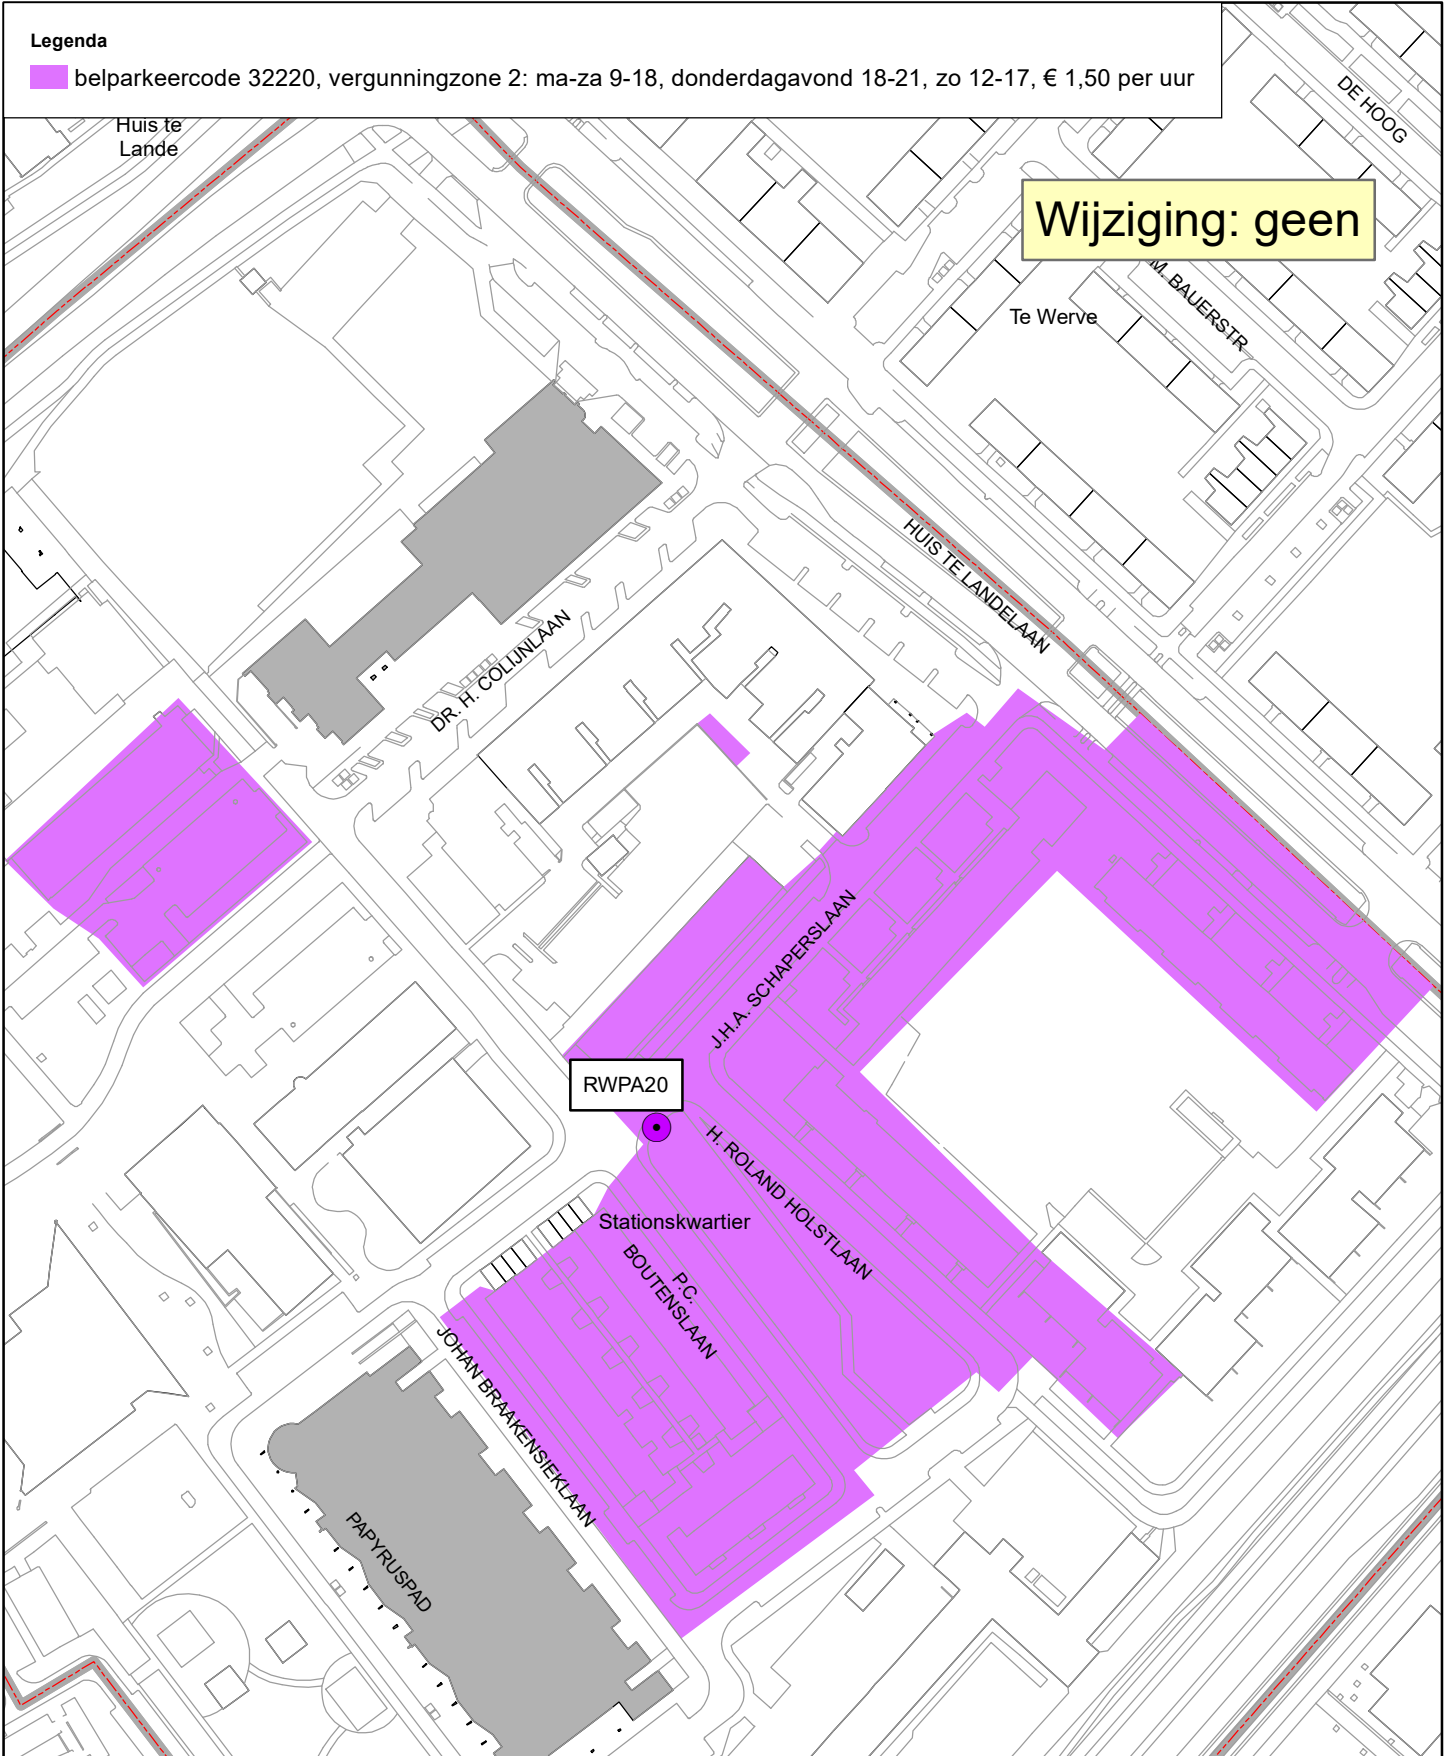 Legenda
belparkeercode 32220, vergunningzone 2: ma-za 9-18, donderdagavond 18-21, zo 12-17, € 1,50 per uur
Huis te
Lande
DE HOOG
Wijziging: geen
M. BAUERSTR
Te Werve
HUIS TE LANDELAAN
DR. H. COLIJNLAAN
J.H.A. SCHAPERSLAAN
RWPA20
H. ROLAND HOLSTLAAN
Stationskwartier
P.C.
BOUTENSLAAN
JOHAN BRAAKENSIEKLAAN
PAPYRUSPAD